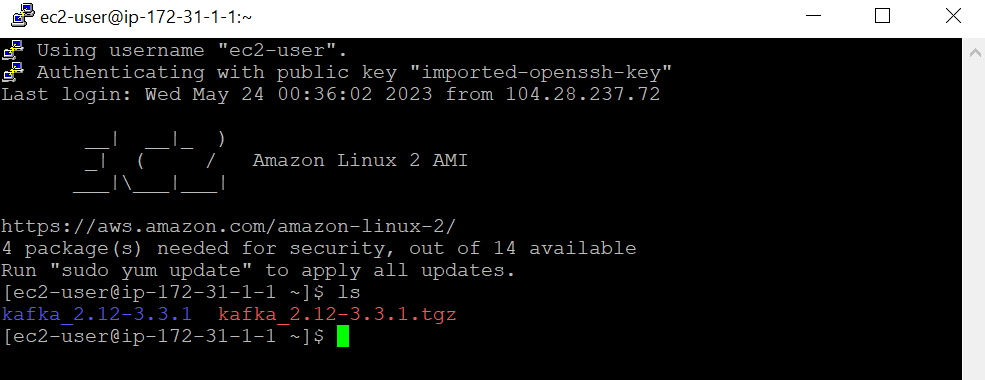 ec2-user@ip-172-31-1-1:~
Using username "ec2-user".
Authenticating with public key "imported-openssh-key"
Last login: Wed May 24 00:36:02 2023 from 104.28.237.72
       __|  __|_  )
       _|  (     /   Amazon Linux 2 AMI
      ___|\___|___|
https://aws.amazon.com/amazon-linux-2/
4 package(s) needed for security, out of 14 available
Run "sudo yum update" to apply all updates.
[ec2-user@ip-172-31-1-1 ~]$ ls
kafka_2.12-3.3.1  kafka_2.12-3.3.1.tgz
[ec2-user@ip-172-31-1-1 ~]$